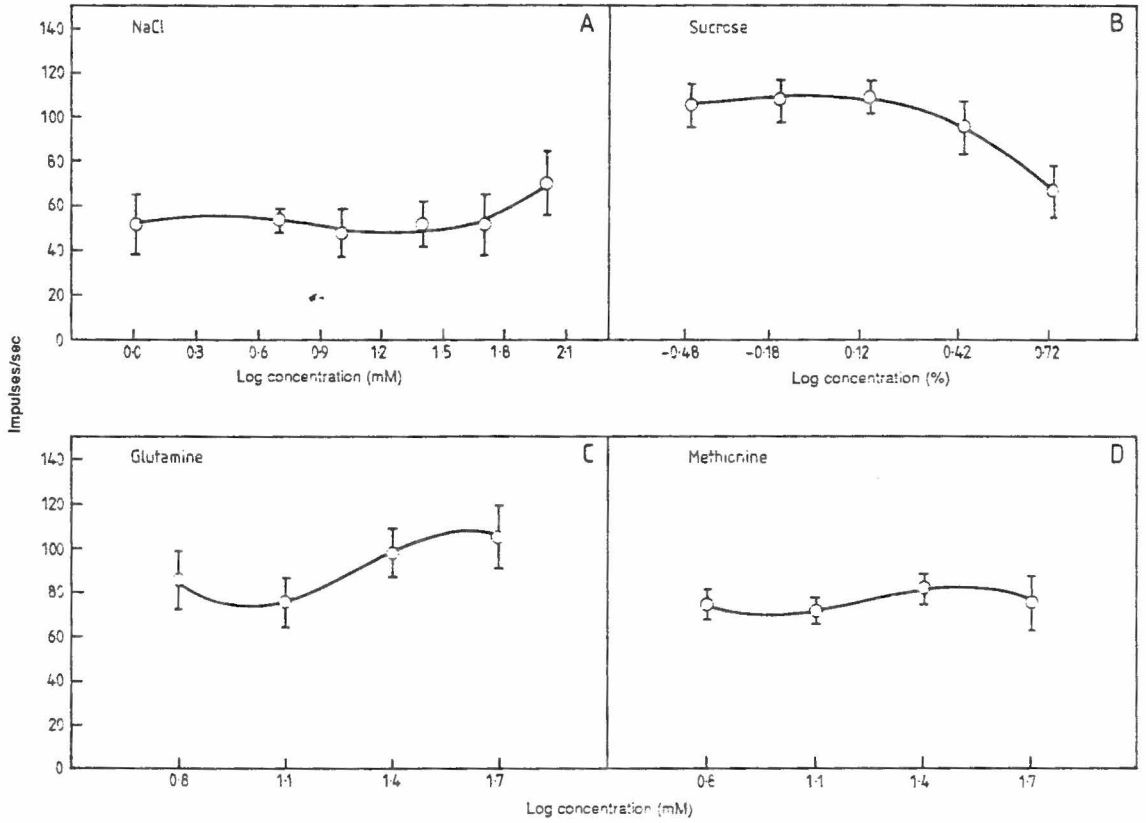 NaCl
A
140
120
100
80
60
40
20
0
0·0 0·3 0·6 0·9 1·2 1·5 1·8 2·1
Log concentration (mM)
Sucrose
B
-0·48 -0·18 0·12 0·42 0·72
Log concentration (%)
Impulses/sec
Glutamine
C
140
120
100
80
60
40
20
0
0·8 1·1 1·4 1·7
Methionine
D
0·8 1·1 1·4 1·7
Log concentration (mM)